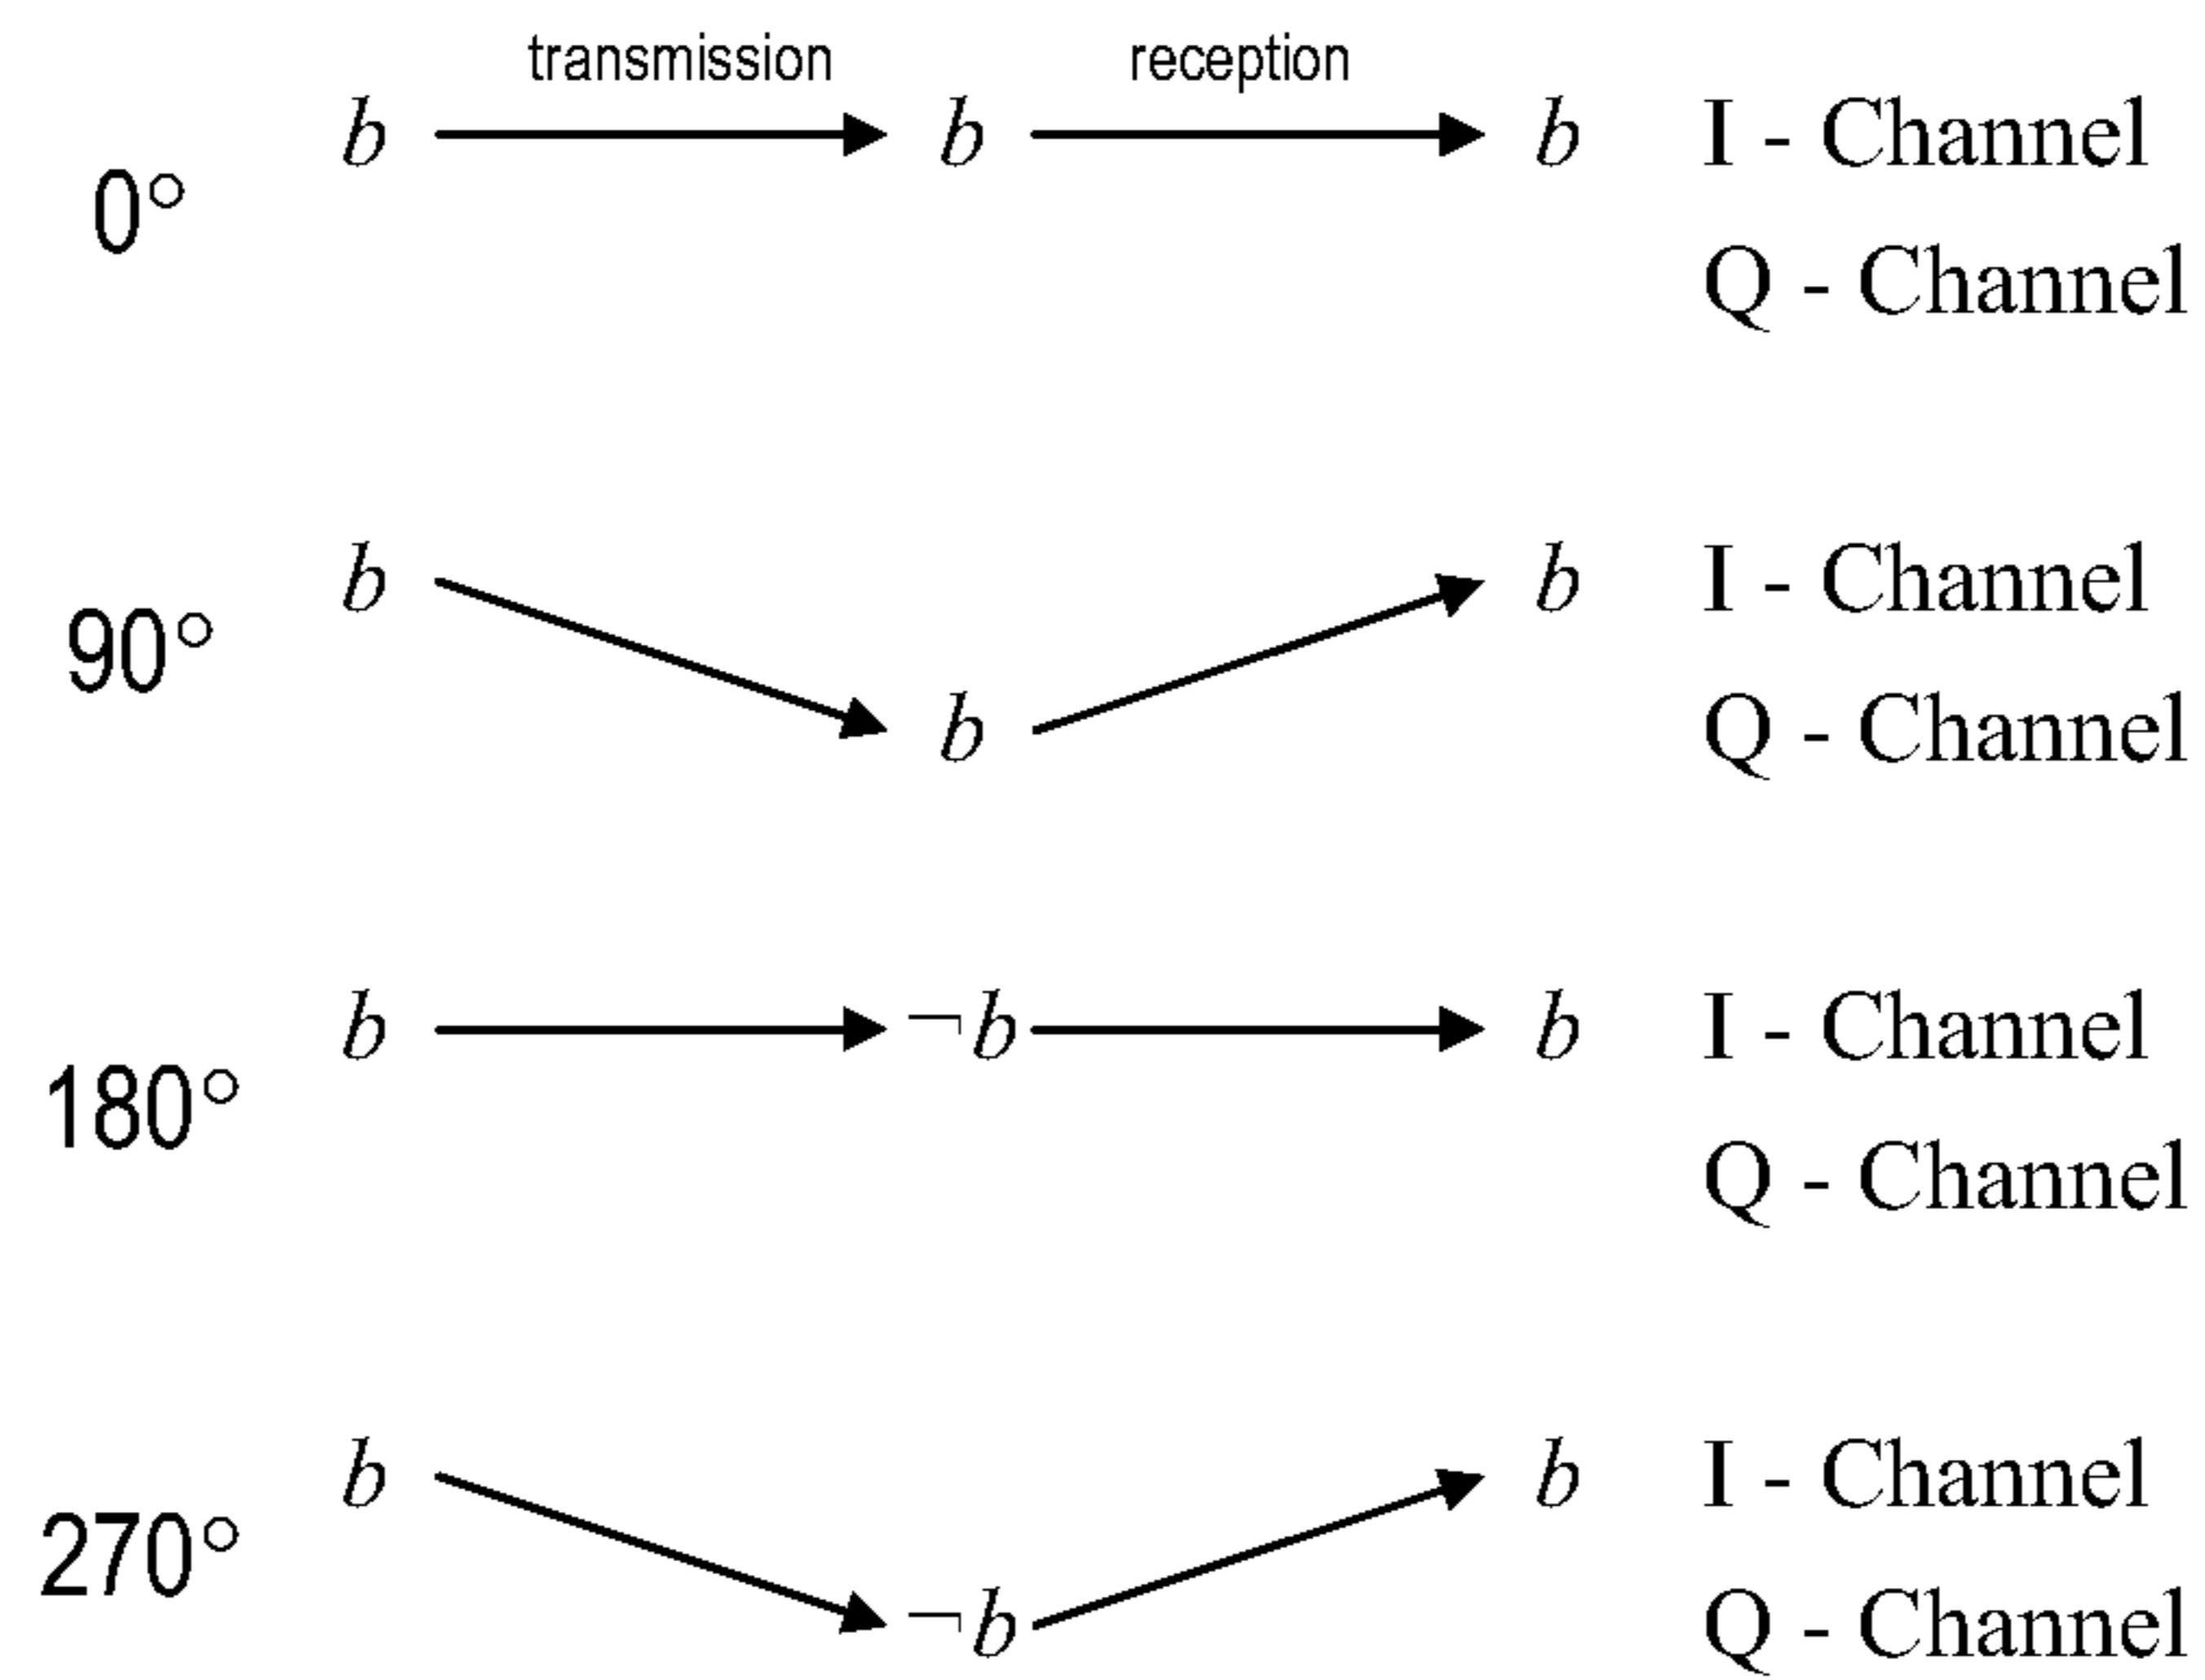 transmission reception
b b b I - Channel
0°
Q - Channel
b b I - Channel
90°
b Q - Channel
b ¬b b I - Channel
180°
Q - Channel
b b I - Channel
270°
¬b Q - Channel